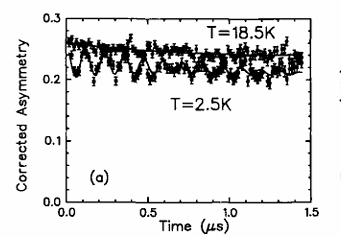 0.3
T=18.5K
0.2
T=2.5K
Corrected Asymmetry
0.1
(a)
0.0
0.0 0.5 1.0 1.5
Time (μs)